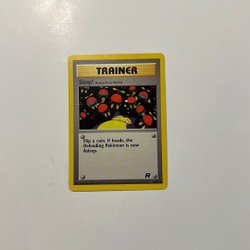 TRAINER
Sleep!
Flip a coin. If heads, the
Defending Pokémon is now
Asleep.
R